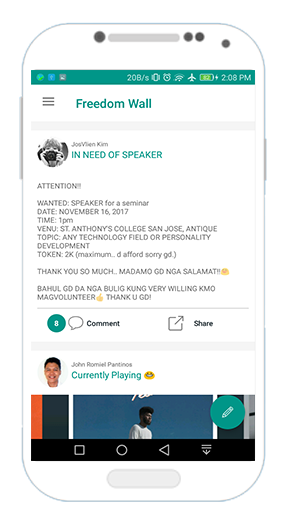 20B/s 62 2:08 PM
Freedom Wall
JosVlien Kim
IN NEED OF SPEAKER
ATTENTION!!
WANTED: SPEAKER for a seminar
DATE: NOVEMBER 16, 2017
TIME: 1pm
VENU: ST. ANTHONY'S COLLEGE SAN JOSE, ANTIQUE
TOPIC: ANY TECHNOLOGY FIELD OR PERSONALITY
DEVELOPMENT
TOKEN: 2K (maximum.. d afford sorry gd.)
THANK YOU SO MUCH.. MADAMO GD NGA SALAMAT!!🤗
BAHUL GD DA NGA BULIG KUNG VERY WILLING KMO
MAGVOLUNTEER👍 THANK U GD!
8 Comment Share
John Romiel Pantinos
Currently Playing 😊